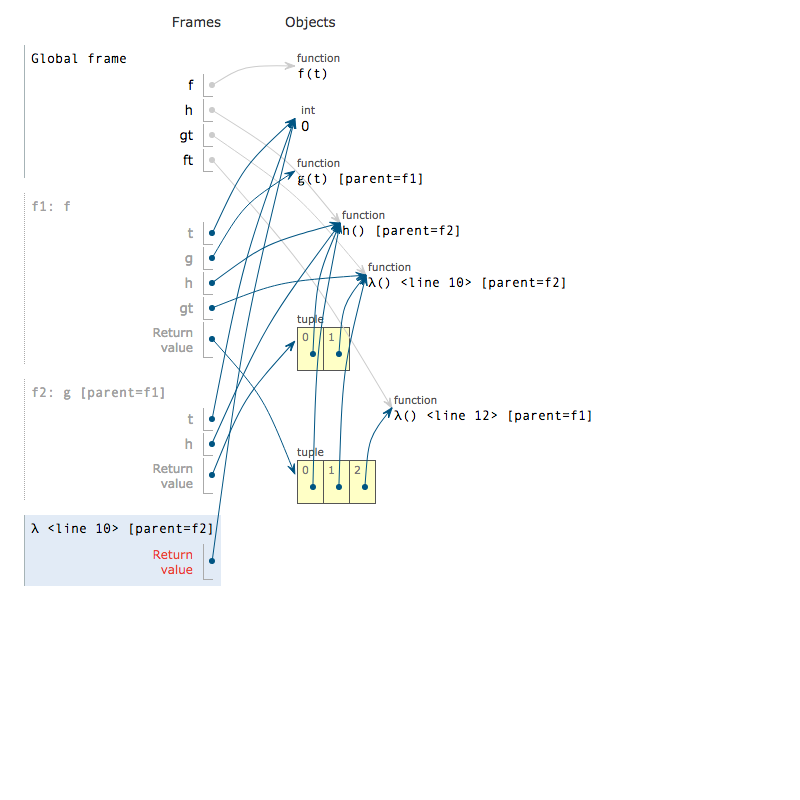 Frames Objects
Global frame
function
f(t)
f
int
0
h
gt
ft
function
g(t) [parent=f1]
f1: f
function
h() [parent=f2]
t
g
function
λ() <line 10> [parent=f2]
h
gt
tuple
0 1
Return
value
f2: g [parent=f1]
function
λ() <line 12> [parent=f1]
t
h
tuple
0 1 2
Return
value
λ <line 10> [parent=f2]
Return
value